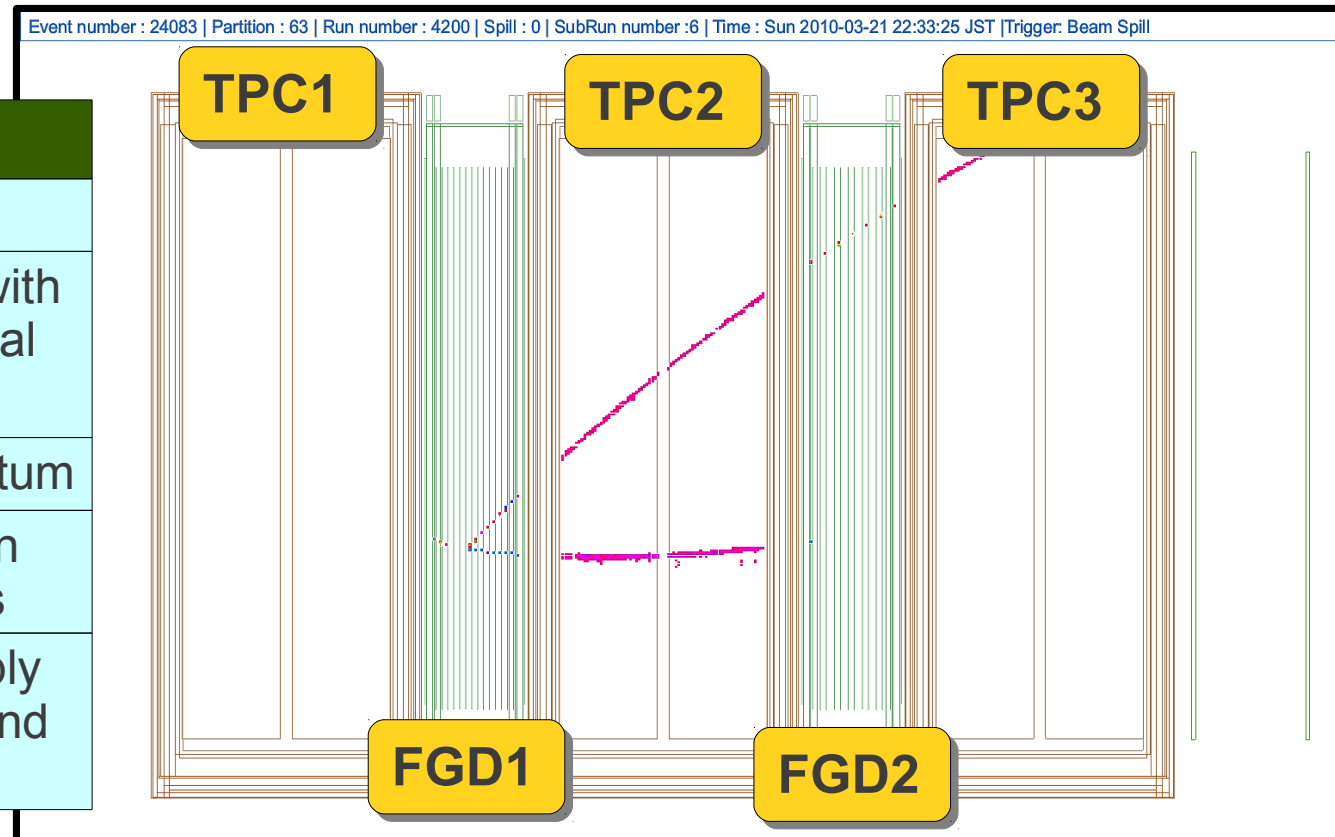 Event number : 24083 | Partition : 63 | Run number : 4200 | Spill : 0 | SubRun number :6 | Time : Sun 2010-03-21 22:33:25 JST |Trigger: Beam Spill
TPC1
TPC2
TPC3
FGD1
FGD2